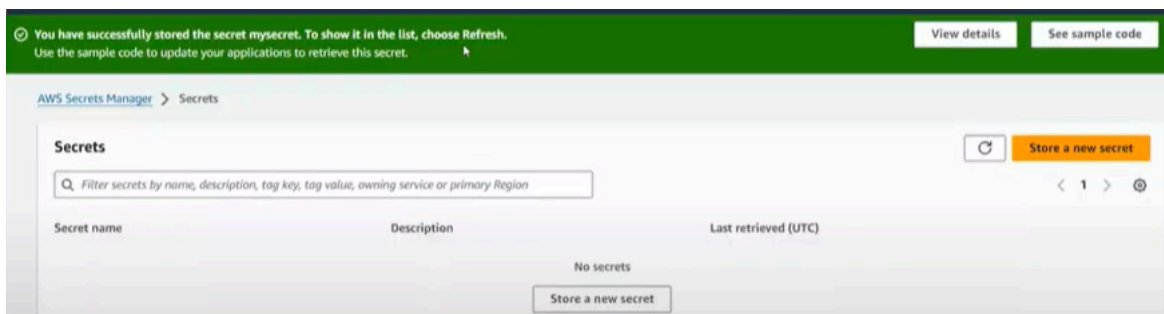 You have successfully stored the secret mysecret. To show it in the list, choose Refresh.
Use the sample code to update your applications to retrieve this secret.
View details
See sample code
AWS Secrets Manager > Secrets
Secrets
Store a new secret
Filter secrets by name, description, tag key, tag value, owning service or primary Region
< 1 >
Secret name Description Last retrieved (UTC)
No secrets
Store a new secret